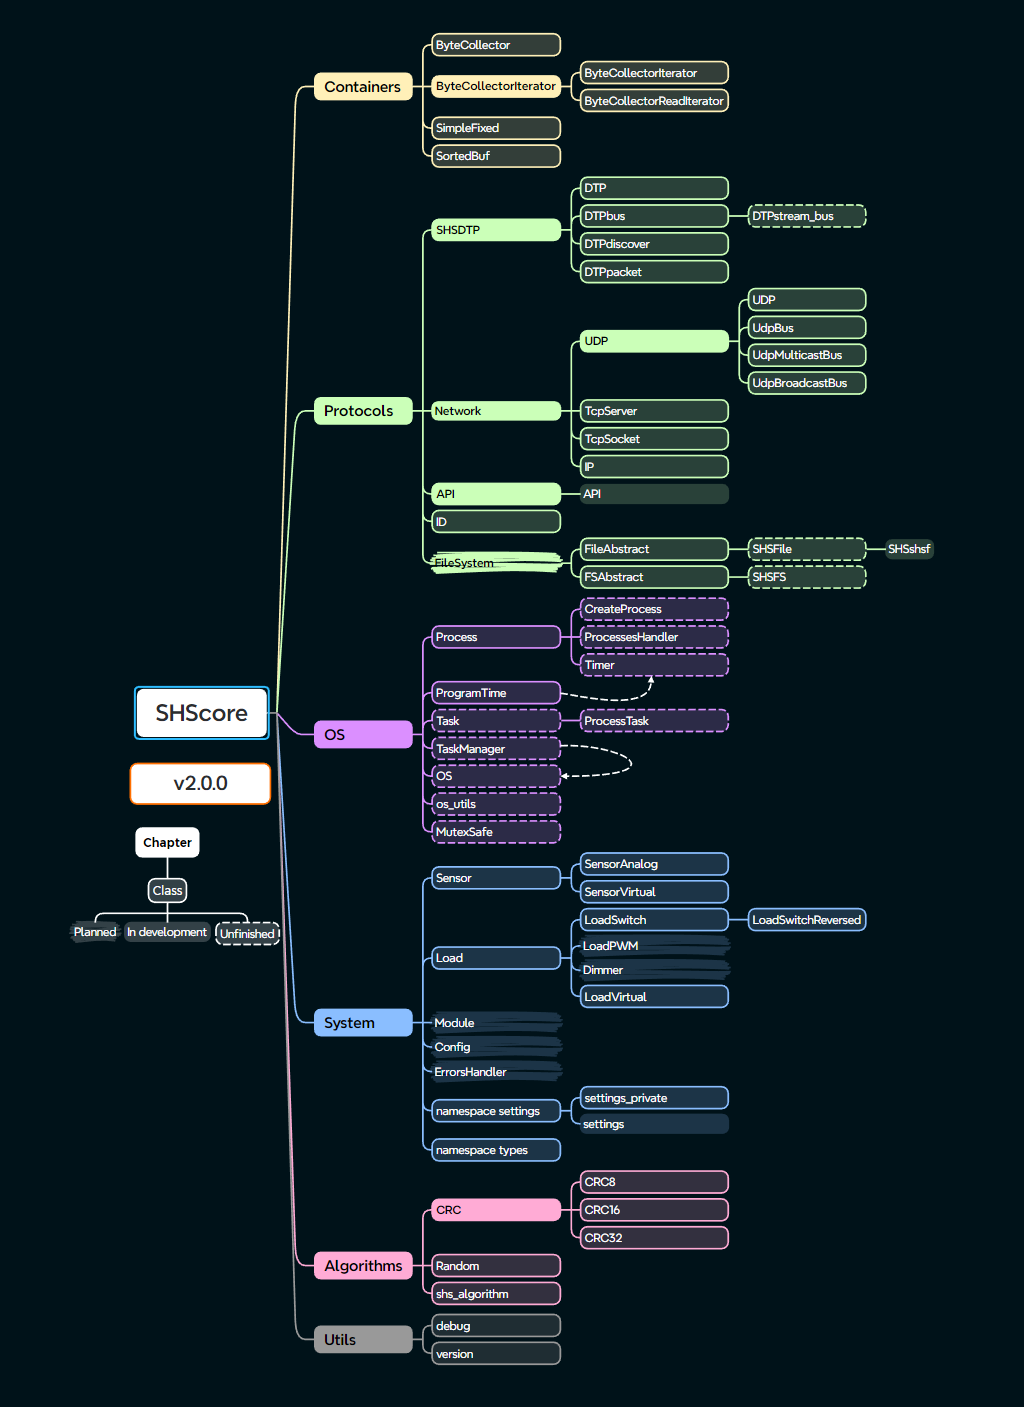 SHScore
v2.0.0
Chapter
Class
Planned
In development
Unfinished
Containers
ByteCollector
ByteCollectorIterator
ByteCollectorIterator
ByteCollectorReadIterator
SimpleFixed
SortedBuf
Protocols
SHSDTP
DTP
DTPbus
DTPstream_bus
DTPdiscover
DTPpacket
Network
UDP
UDP
UdpBus
UdpMulticastBus
UdpBroadcastBus
TcpServer
TcpSocket
IP
API
API
ID
FileSystem
FileAbstract
SHSFile
SHSshsf
FSAbstract
SHSFS
OS
Process
CreateProcess
ProcessesHandler
Timer
ProgramTime
Task
ProcessTask
TaskManager
OS
os_utils
MutexSafe
System
Sensor
SensorAnalog
SensorVirtual
Load
LoadSwitch
LoadSwitchReversed
LoadPWM
Dimmer
LoadVirtual
Module
Config
ErrorsHandler
namespace settings
settings_private
settings
namespace types
Algorithms
CRC
CRC8
CRC16
CRC32
Random
shs_algorithm
Utils
debug
version